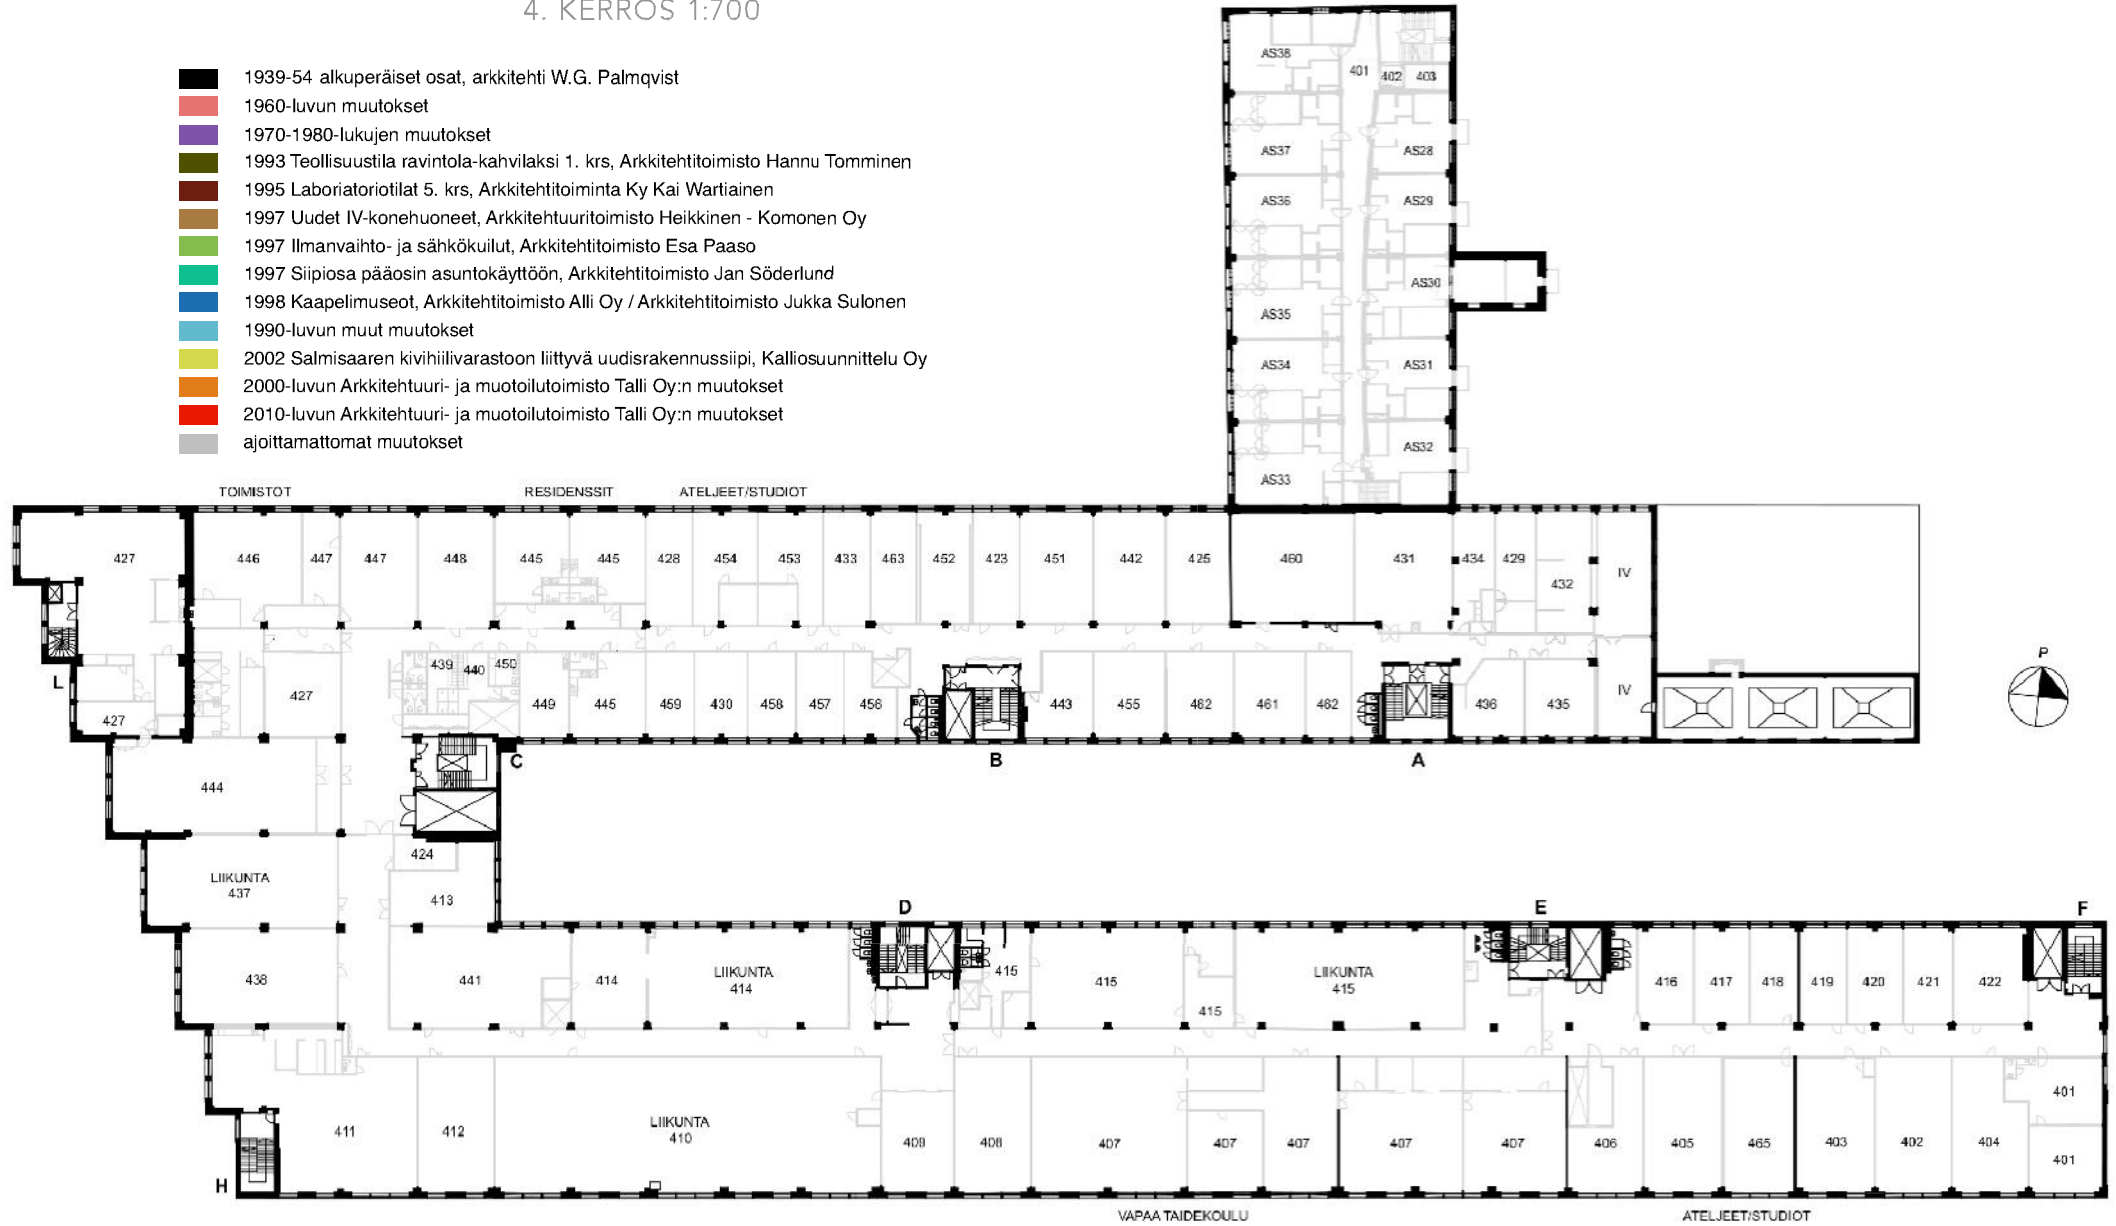 4. KERROS 1:700
1939-54 alkuperäiset osat, arkkitehti W.G. Palmqvist
1960-luvun muutokset
1970-1980-lukujen muutokset
1993 Teollisuustila ravintola-kahvilaksi 1. krs, Arkkitehtitoimisto Hannu Tomminen
1995 Laboriatoriotilat 5. krs, Arkkitehtitoiminta Ky Kai Wartiainen
1997 Uudet IV-konehuoneet, Arkkitehtuuritoimisto Heikkinen - Komonen Oy
1997 Ilmanvaihto- ja sähkökuilut, Arkkitehtitoimisto Esa Paaso
1997 Siipiosa pääosin asuntokäyttöön, Arkkitehtitoimisto Jan Söderlund
1998 Kaapelimuseot, Arkkitehtitoimisto Alli Oy / Arkkitehtitoimisto Jukka Sulonen
1990-luvun muut muutokset
2002 Salmisaaren kivihiilivarastoon liittyvä uudisrakennussiipi, Kalliosuunnittelu Oy
2000-luvun Arkkitehtuuri- ja muotoilutoimisto Talli Oy:n muutokset
2010-luvun Arkkitehtuuri- ja muotoilutoimisto Talli Oy:n muutokset
ajoittamattomat muutokset
AS38
401 402 403
AS37 AS28
AS36 AS29
AS30
AS35
AS34 AS31
AS32
AS33
TOIMISTOT RESIDENSSIT ATELJEET/STUDIOT
427 446 447 447 448 445 445 428 454 453 433 463 452 423 451 442 425 460 431 434 429 IV
432
P
439 440 450
L 427
427 449 445 459 430 458 457 456 443 455 462 461 462 436 435 IV
C B A
444
424
LIIKUNTA
437
413
D E F
438 441 414 LIIKUNTA
414
415 415 415 LIIKUNTA
415
416 417 418 419 420 421 422
401
411 412 LIIKUNTA
410
409 408 407 407 407 407 407 406 405 465 403 402 404
401
H
VAPAA TAIDEKOULU ATELJEET/STUDIOT